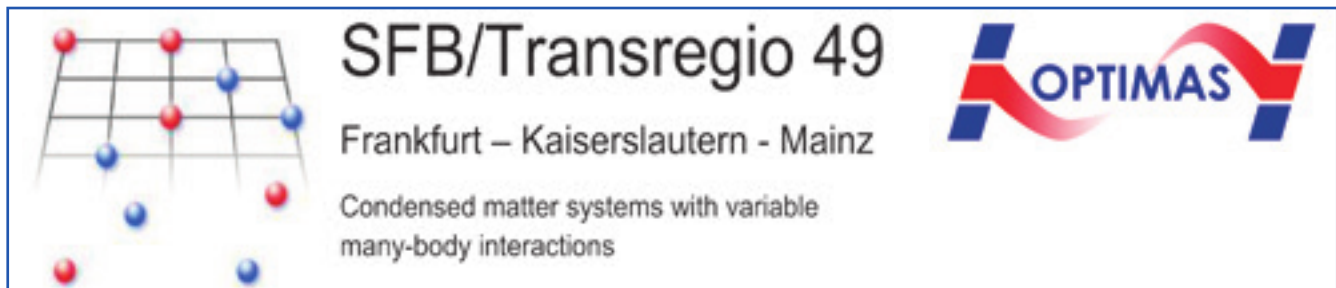 SFB/Transregio 49
Frankfurt – Kaiserslautern - Mainz
Condensed matter systems with variable
many-body interactions
OPTIMAS